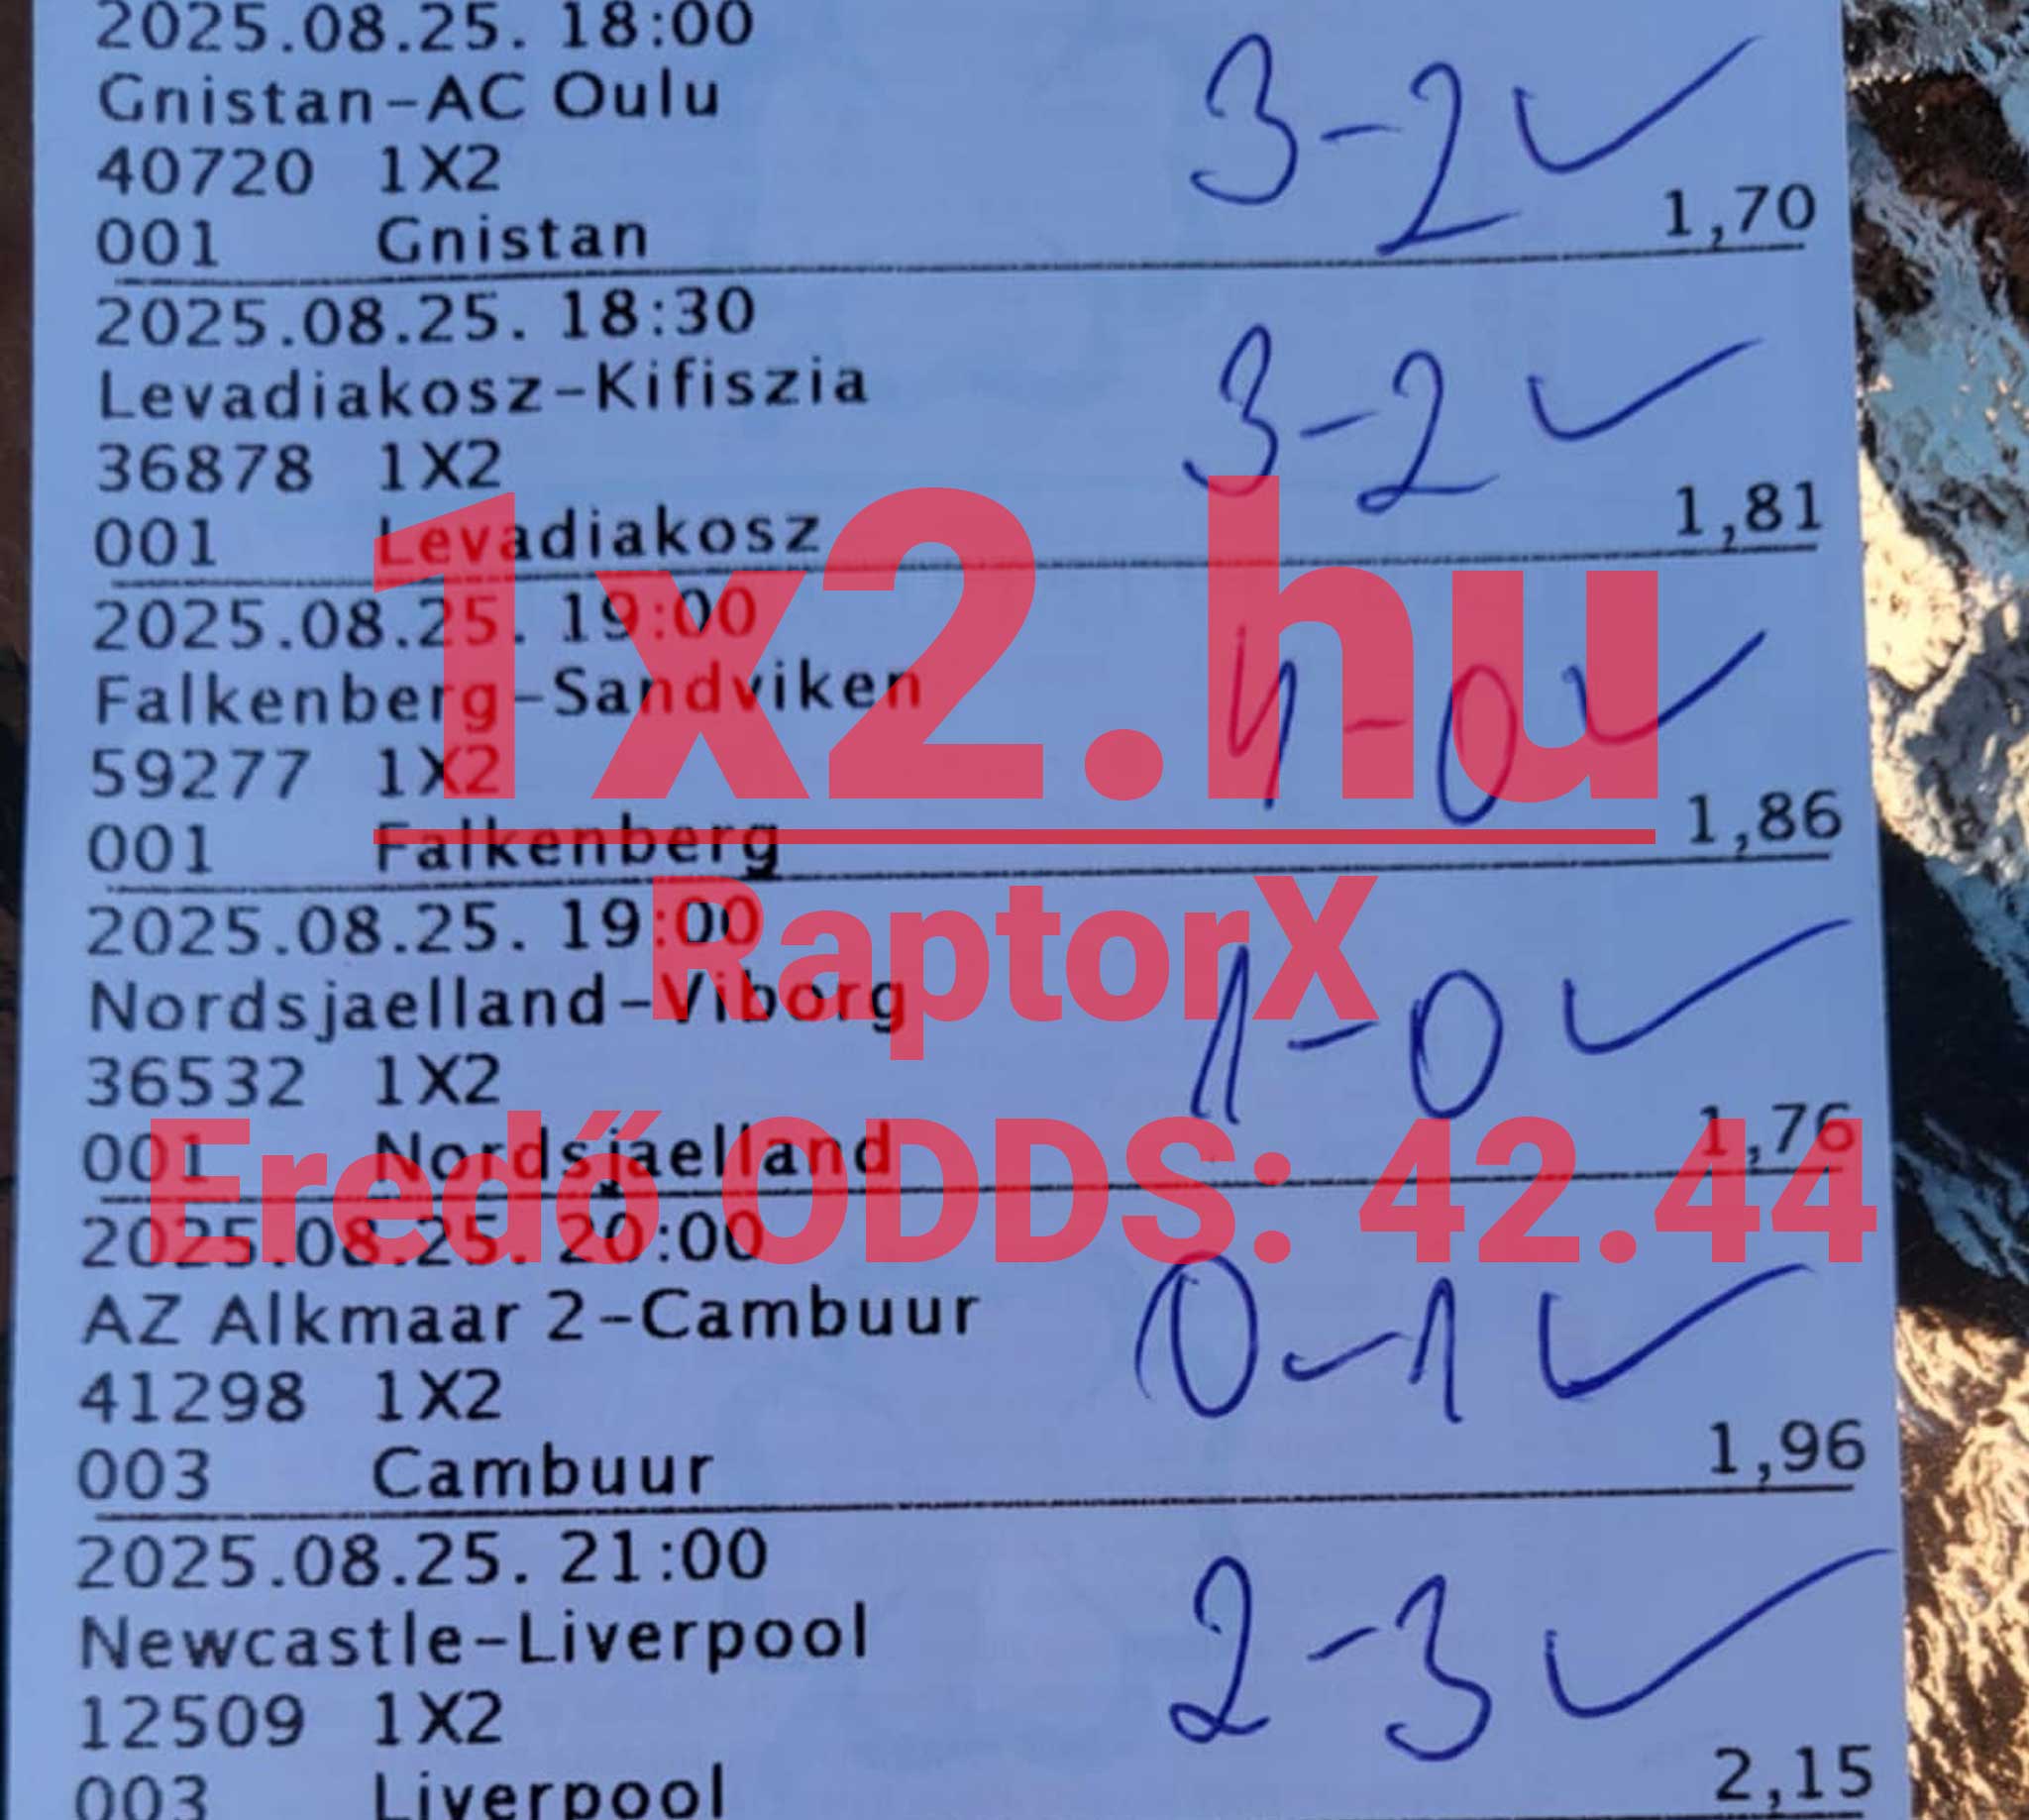 2025.08.25. 18:00
Gnistan-AC Oulu
3-2 ✓
40720 1X2
001 Gnistan 1,70
2025.08.25. 18:30
Levadiakosz-Kifiszia
3-2 ✓
36878 1X2
001 Levadiakosz 1,81
1x2.hu
2025.08.25. 19:00
Falkenberg-Sandviken
4-0 ✓
59277 1X2
001 Falkenberg 1,86
RaptorX
2025.08.25. 19:00
Nordsjaelland-Viborg
1-0 ✓
36532 1X2
001 Nordsjaelland 1,76
Eredő ODDS: 42.44
2025.08.25. 20:00
AZ Alkmaar 2-Cambuur
0-1 ✓
41298 1X2
003 Cambuur 1,96
2025.08.25. 21:00
Newcastle-Liverpool
2-3 ✓
12509 1X2
003 Liverpool 2,15